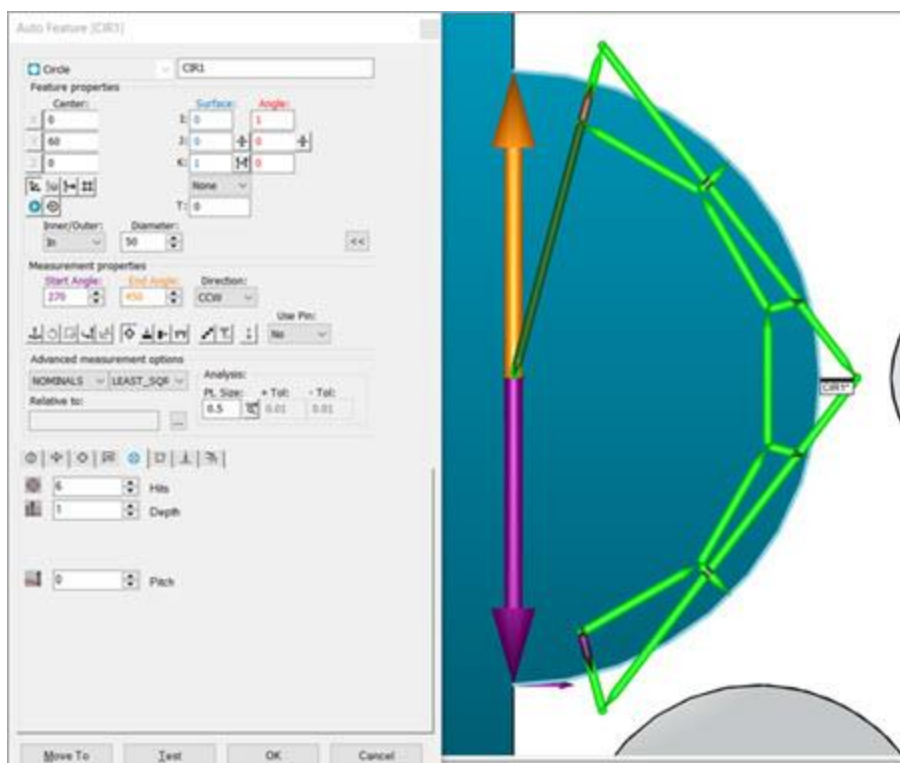 Auto Feature [CIR1]
Circle CIR1
Feature properties
Center: Surface: Angle:
X 0 I: 0 1
Y 60 J: 0 0
Z 0 K: 1 0
None
T: 0
Inner/Outer: Diameter:
In 50 <<
Measurement properties
Start Angle: End Angle: Direction:
270 450 CCW
Use Pin:
No
Advanced measurement options
NOMINALS LEAST_SQR Analysis:
Pt. Size: + Tol: - Tol:
0.5 0.01 0.01
Relative to:
...
6 Hits
Depth
0 Pitch
Move To Test OK Cancel
CIR1*